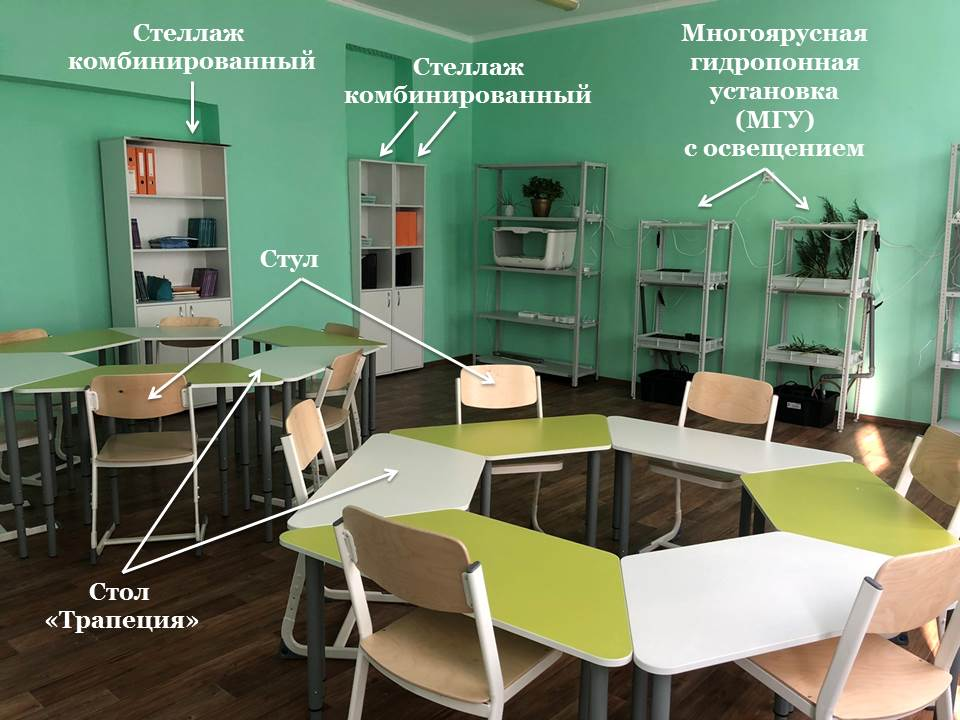 Стеллаж
комбинированный
Стеллаж
комбинированный
Многоярусная
гидропонная
установка
(МГУ)
с освещением
Стул
Стол
«Трапеция»